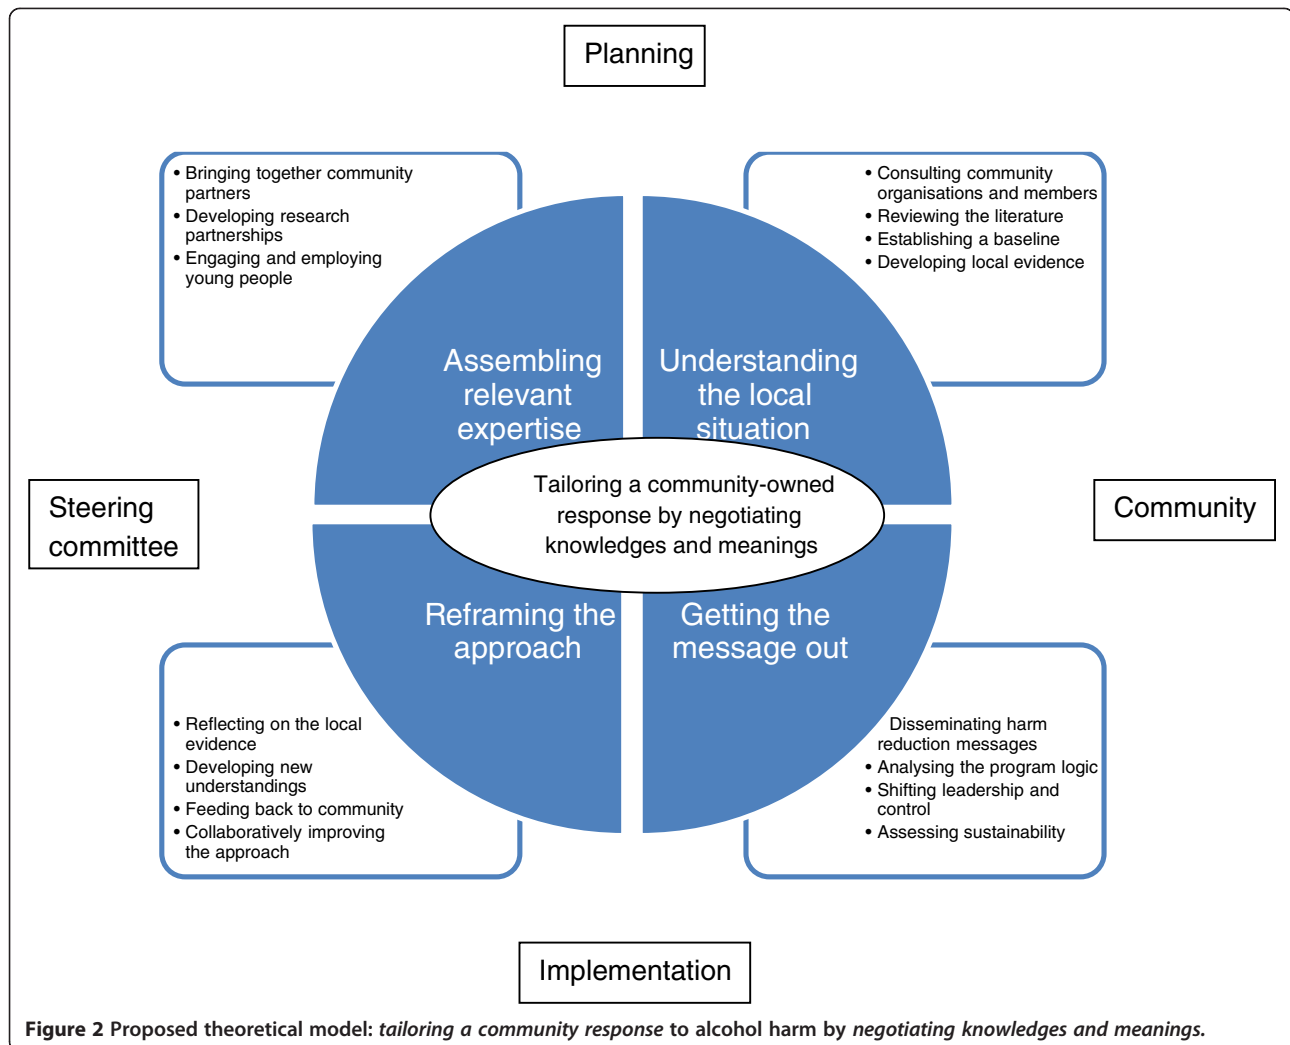 Planning
• Bringing together community
partners
• Developing research
partnerships
• Engaging and employing
young people
• Consulting community
organisations and members
• Reviewing the literature
• Establishing a baseline
• Developing local evidence
Assembling
relevant
expertise
Understanding
the local
situation
Steering
committee
Tailoring a community-owned
response by negotiating
knowledges and meanings
Community
Reframing the
approach
Getting the
message out
• Reflecting on the local
evidence
• Developing new
understandings
• Feeding back to community
• Collaboratively improving
the approach
Disseminating harm
reduction messages
• Analysing the program logic
• Shifting leadership and
control
• Assessing sustainability
Implementation
Figure 2 Proposed theoretical model: tailoring a community response to alcohol harm by negotiating knowledges and meanings.